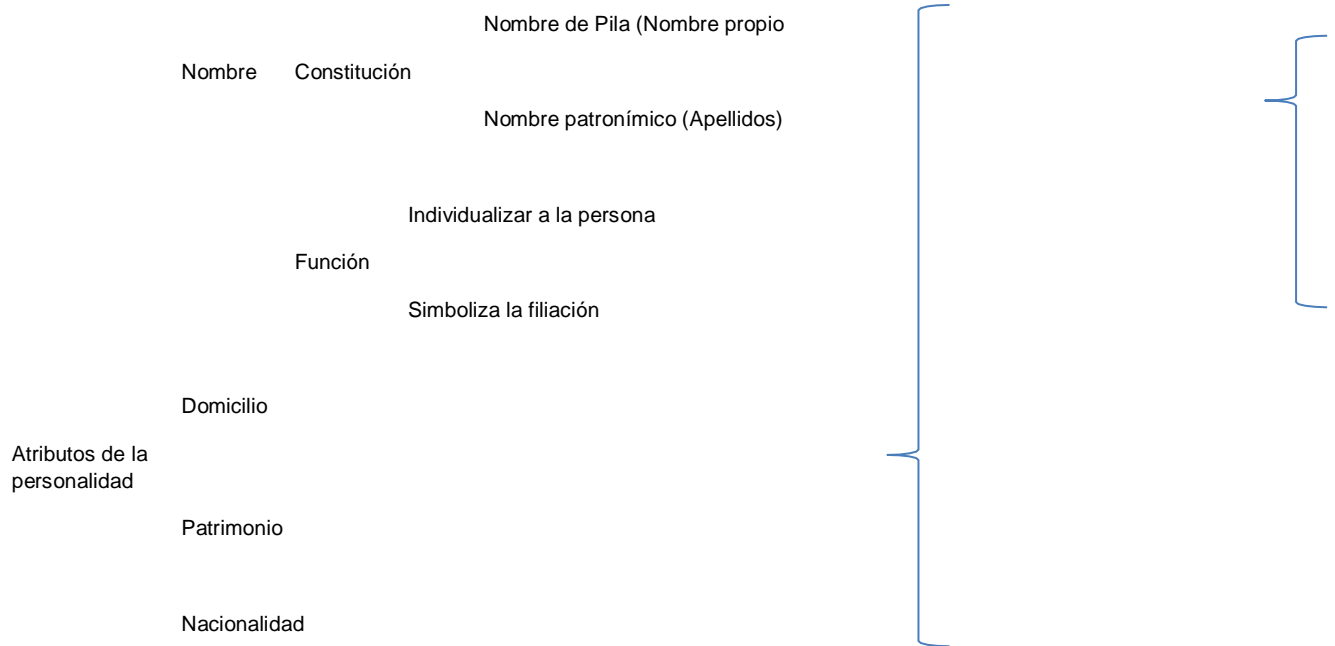 Nombre de Pila (Nombre propio
Nombre Constitución
Nombre patronímico (Apellidos)
Individualizar a la persona
Función
Simboliza la filiación
Domicilio
Atributos de la
personalidad
Patrimonio
Nacionalidad